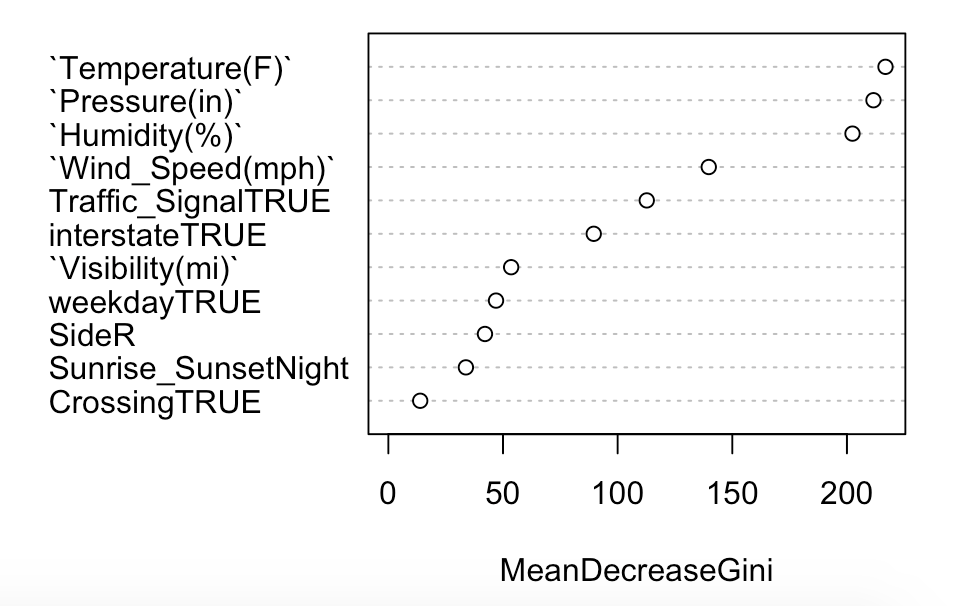 `Temperature(F)`
`Pressure(in)`
`Humidity(%)`
`Wind_Speed(mph)`
Traffic_SignalTRUE
interstateTRUE
`Visibility(mi)`
weekdayTRUE
SideR
Sunrise_SunsetNight
CrossingTRUE
0 50 100 150 200
MeanDecreaseGini